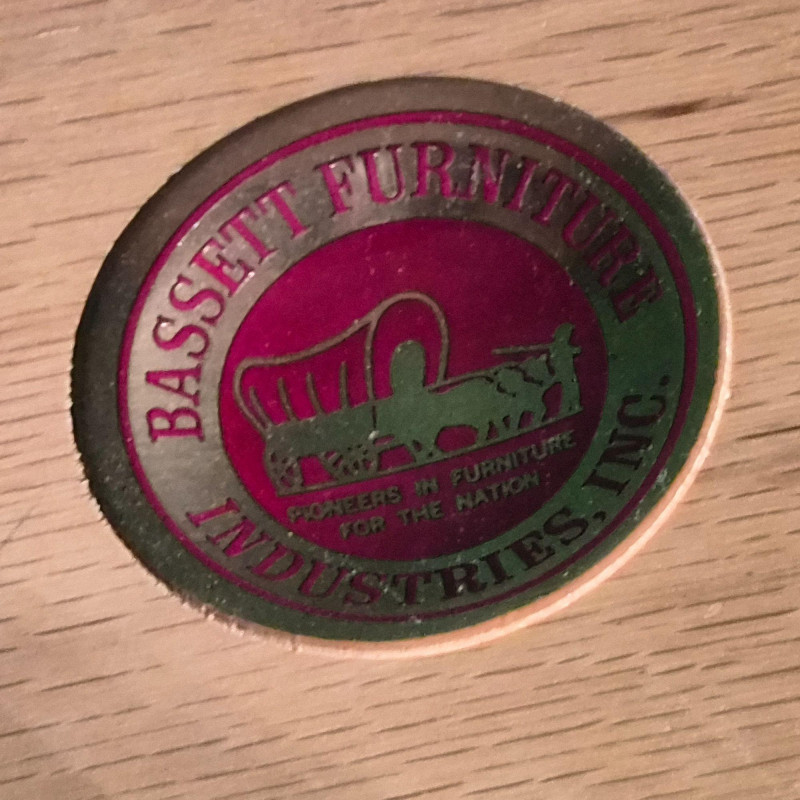 BASSETT FURNITURE
INDUSTRIES, INC.
PIONEERS IN FURNITURE
FOR THE NATION